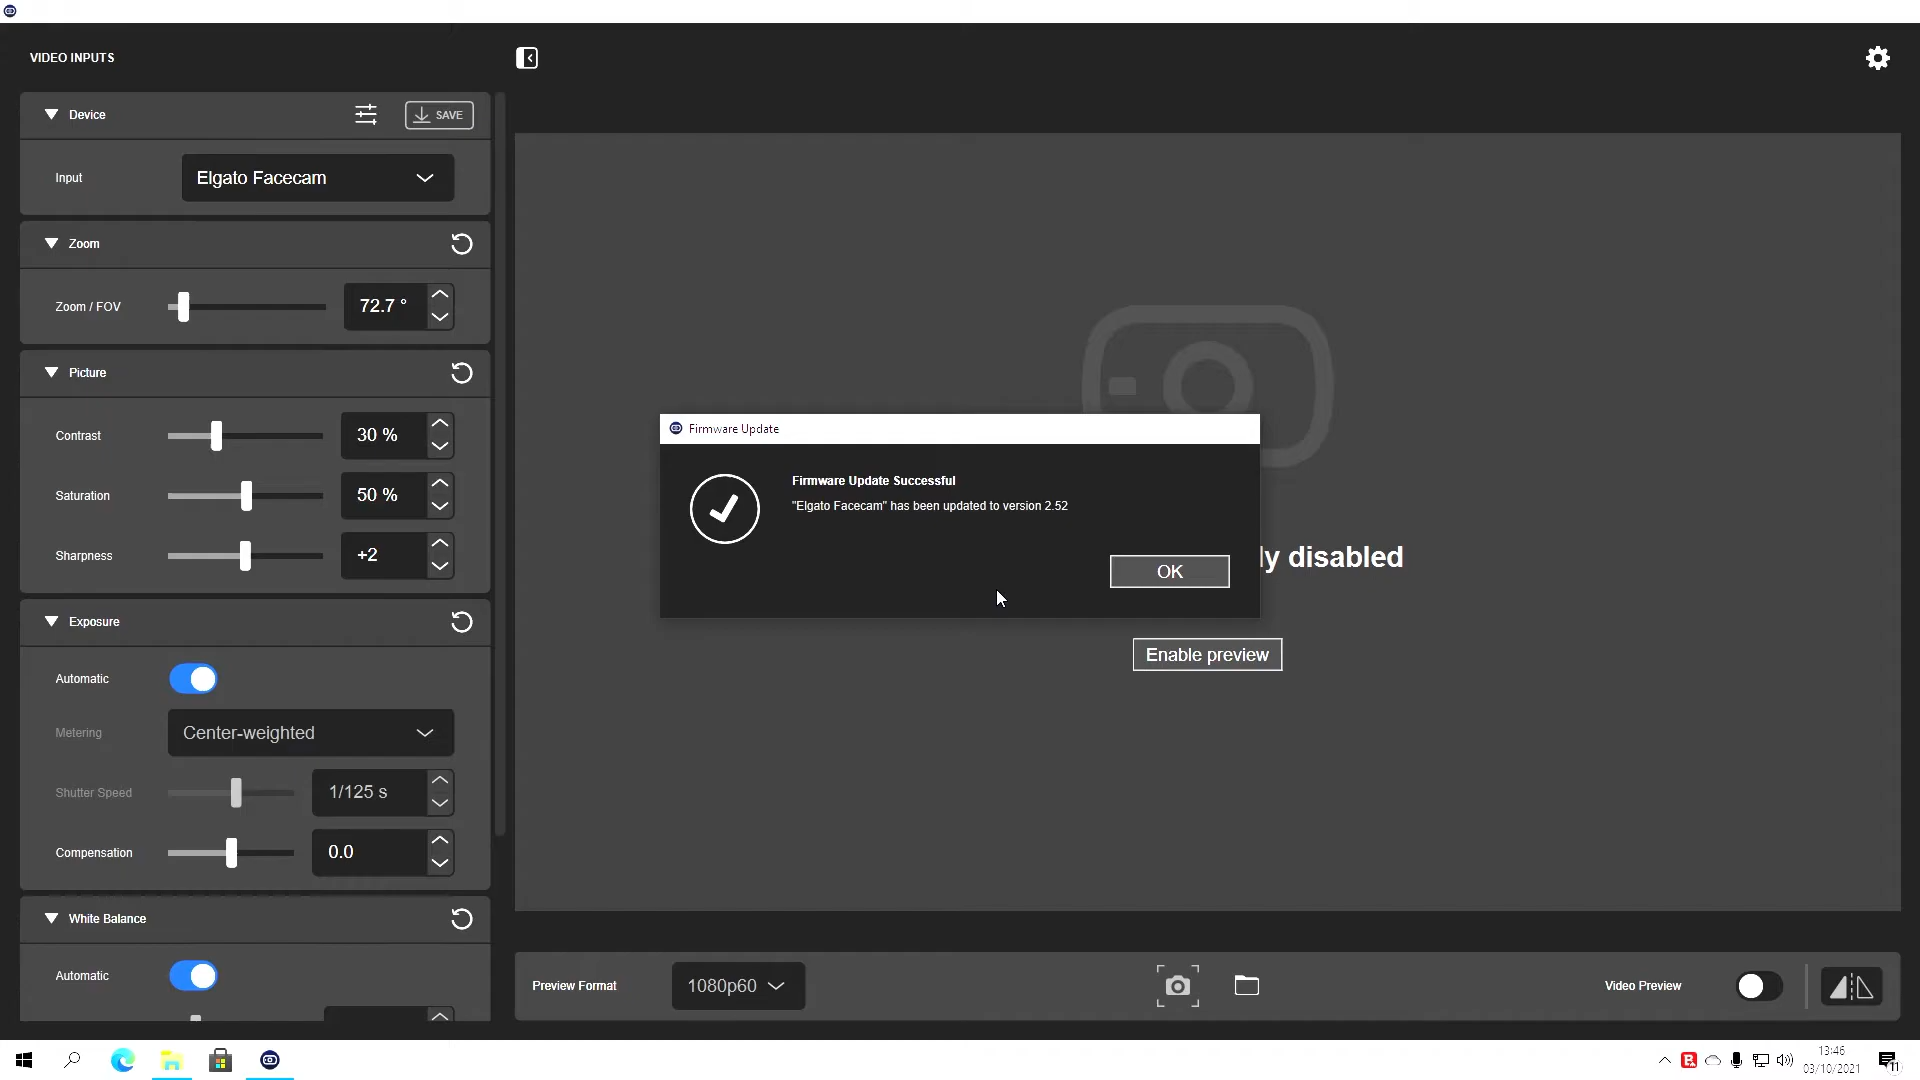 VIDEO INPUTS
Device
SAVE
Input
Elgato Facecam
Zoom
Zoom / FOV
72.7 °
Picture
Contrast
30 %
Saturation
50 %
Sharpness
+2
Exposure
Automatic
Metering
Center-weighted
Shutter Speed
1/125 s
Compensation
0.0
White Balance
Automatic
Firmware Update
Firmware Update Successful
"Elgato Facecam" has been updated to version 2.52
OK
disabled
Enable preview
Preview Format
1080p60
Video Preview
13:46
03/10/2021
11